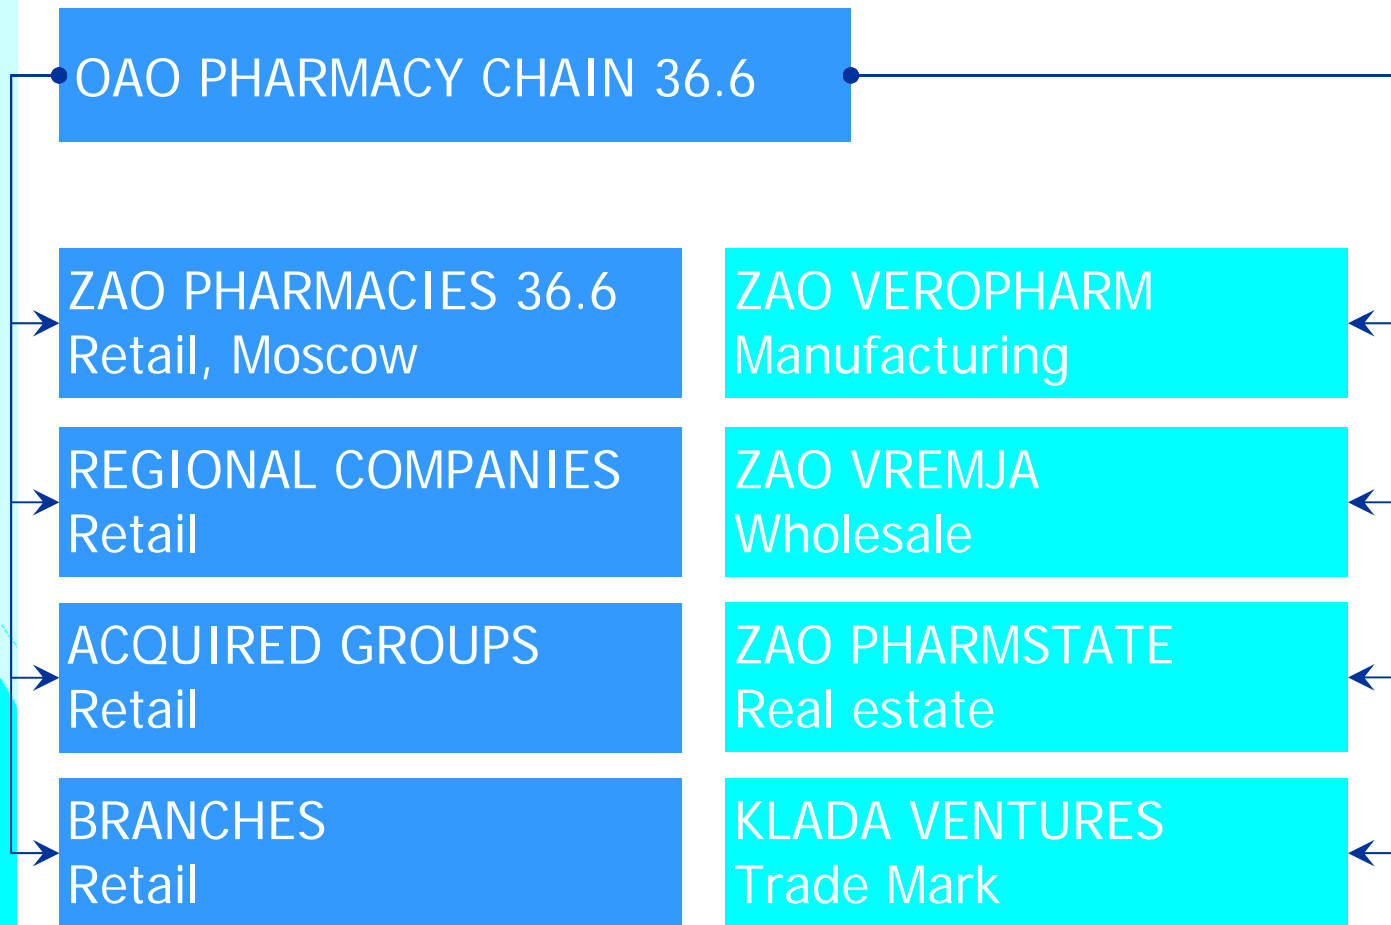 OAO PHARMACY CHAIN 36.6
ZAO PHARMACIES 36.6
Retail, Moscow
ZAO VEROPHARM
Manufacturing
REGIONAL COMPANIES
Retail
ZAO VREMJA
Wholesale
ACQUIRED GROUPS
Retail
ZAO PHARMSTATE
Real estate
BRANCHES
Retail
KLADA VENTURES
Trade Mark